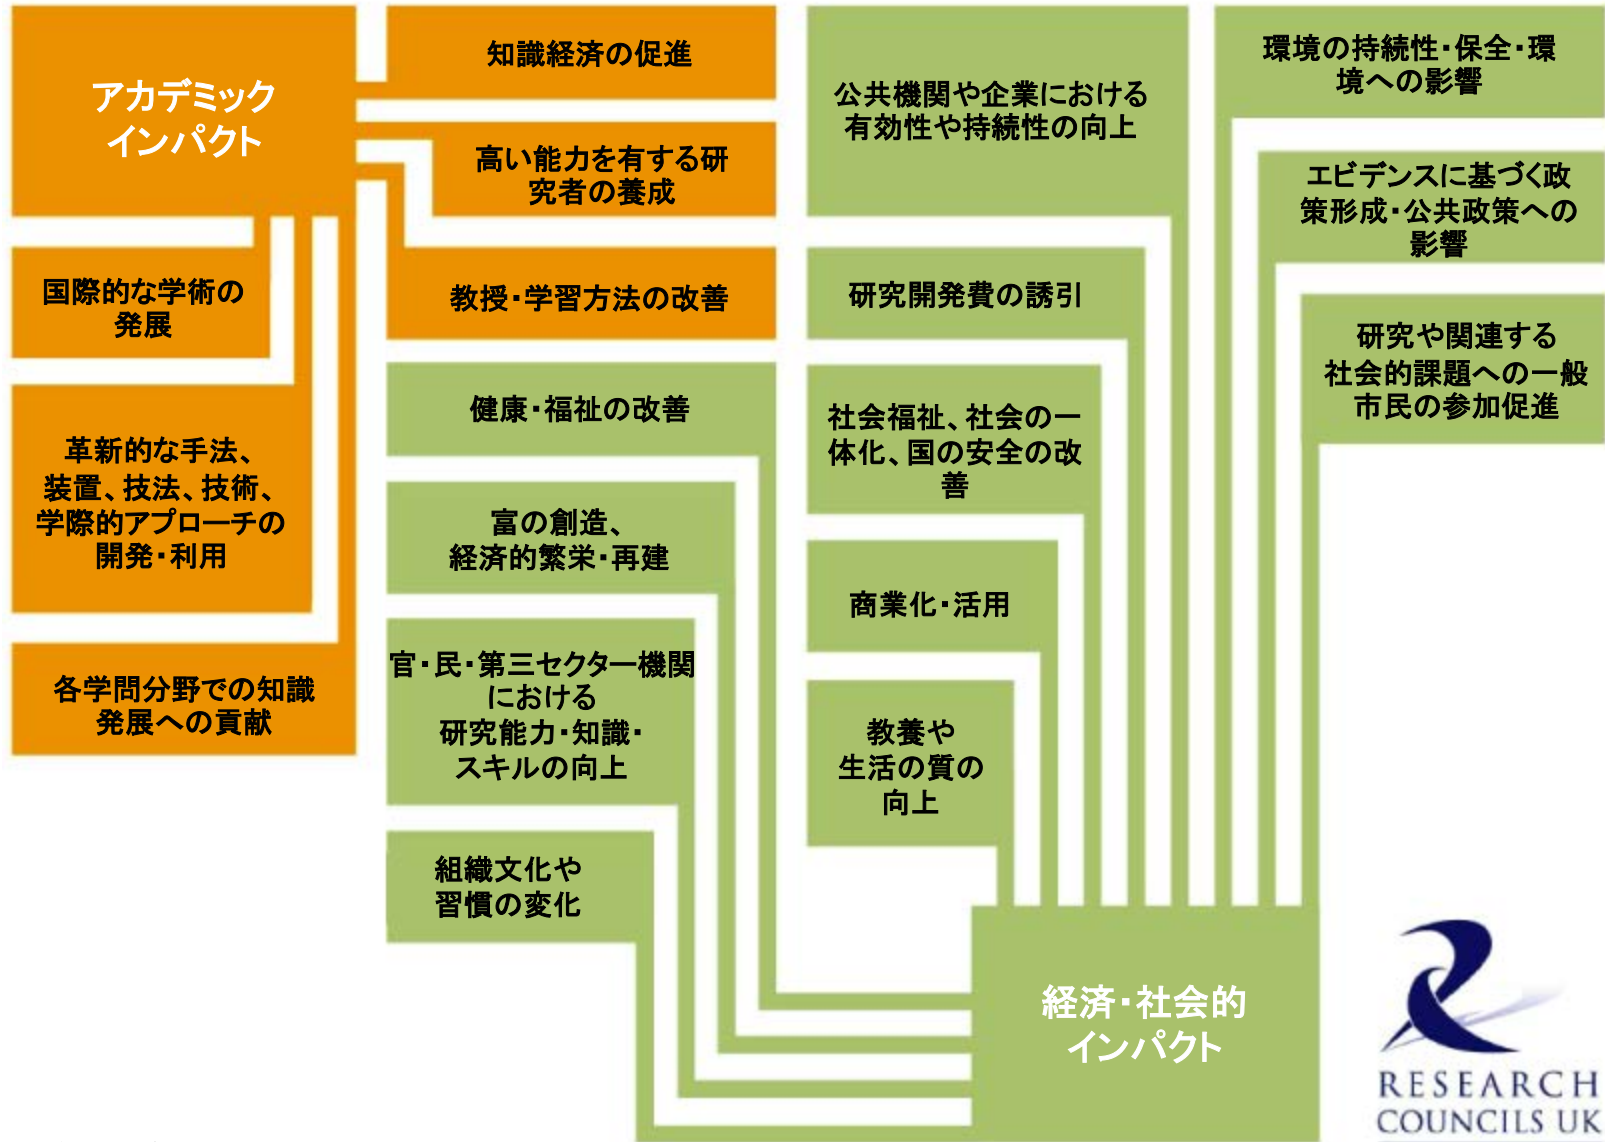 アカデミック
インパクト
知識経済の促進
高い能力を有する研
究者の養成
教授・学習方法の改善
国際的な学術の
発展
革新的な手法、
装置、技法、技術、
学際的アプローチの
開発・利用
各学問分野での知識
発展への貢献
健康・福祉の改善
富の創造、
経済的繁栄・再建
官・民・第三セクター機関
における
研究能力・知識・
スキルの向上
組織文化や
習慣の変化
公共機関や企業における
有効性や持続性の向上
研究開発費の誘引
社会福祉、社会の一
体化、国の安全の改
善
商業化・活用
教養や
生活の質の
向上
環境の持続性・保全・環
境への影響
エビデンスに基づく政
策形成・公共政策への
影響
研究や関連する
社会的課題への一般
市民の参加促進
経済・社会的
インパクト
RESEARCH
COUNCILS UK